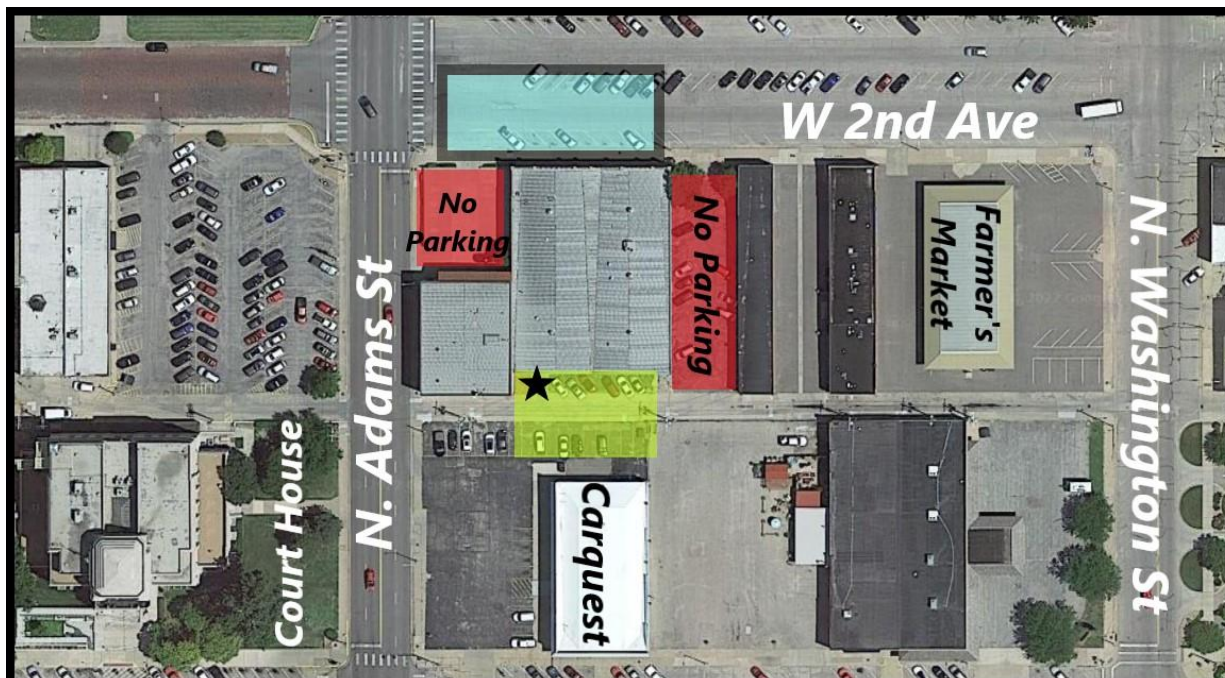 W 2nd Ave
No
Parking
No Parking
Farmer's
Market
N. Adams St
N. Washington St
Court House
Carquest